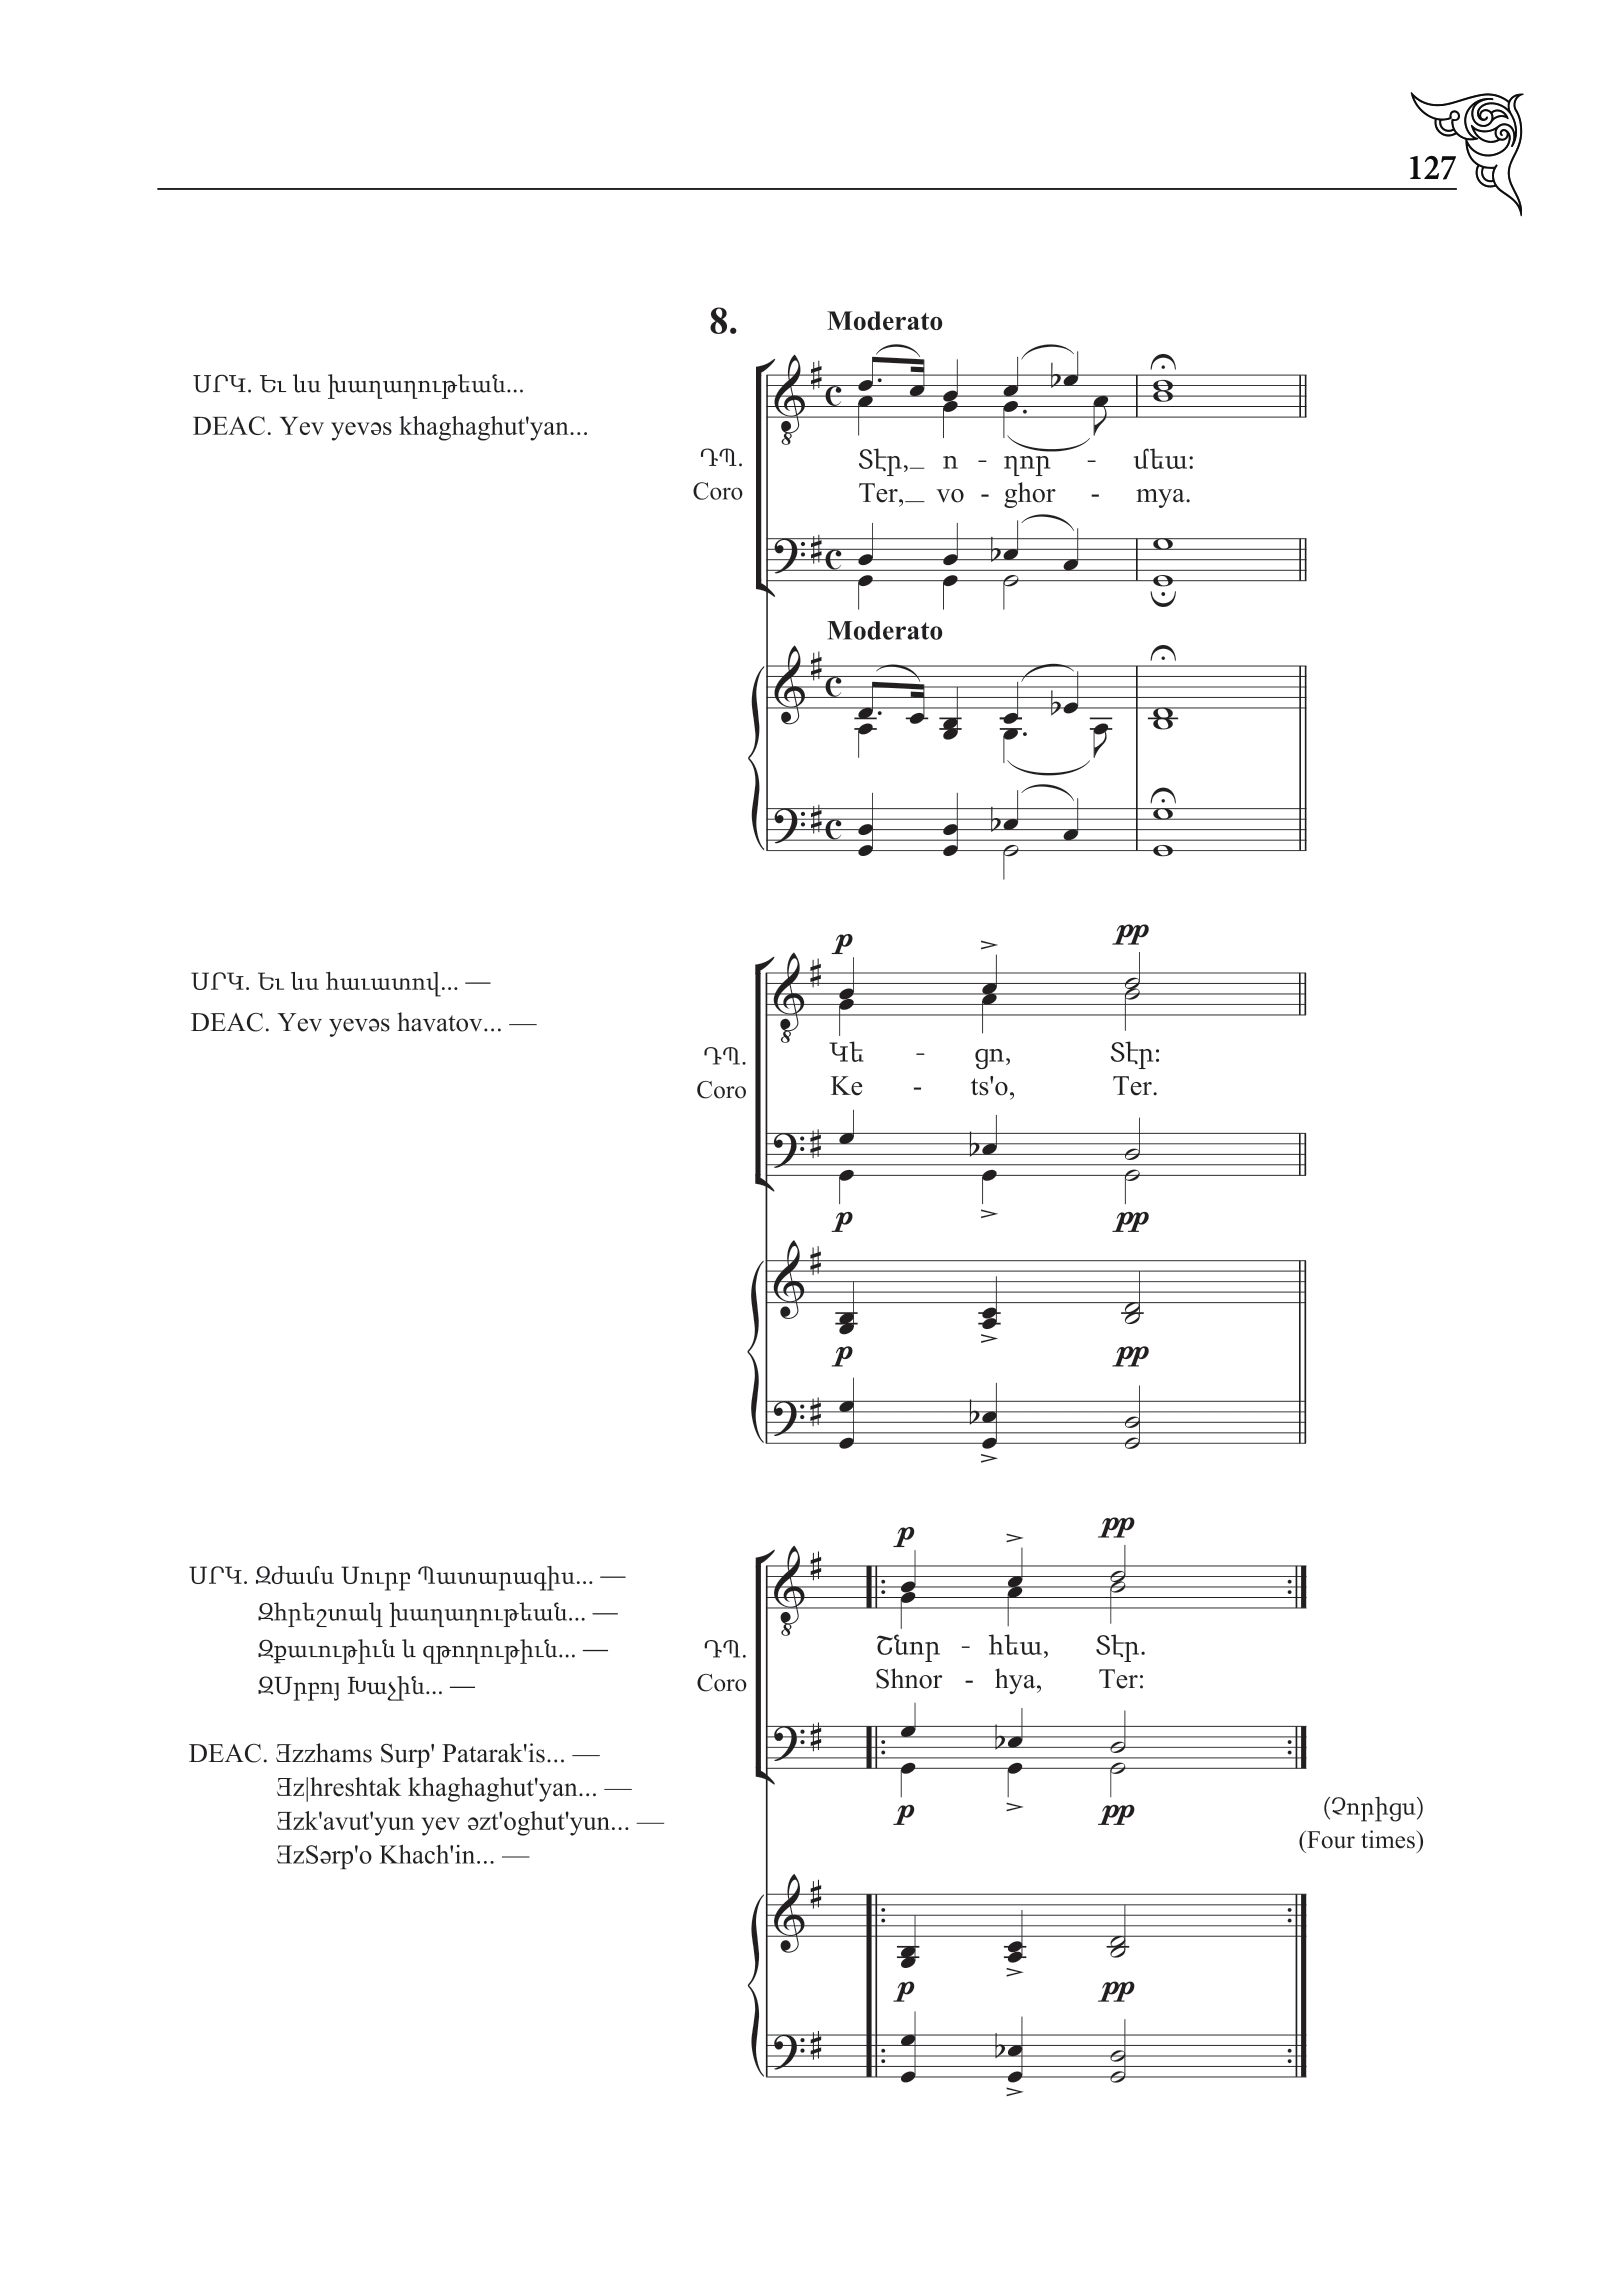 127
8.
Moderato
ՍՐԿ. Եւ ևս խաղաղութեան...
DEAC. Yev yevəs khaghaghut'yan...
ԴՊ.
Coro
Տէր,_ ո - ղոր - մեա:
Ter,_ vo - ghor - mya.
Moderato
p pp
ՍՐԿ. Եւ ևս հաւատով... —
DEAC. Yev yevəs havatov... —
ԴՊ.
Coro
Կե - ցո, Տէր:
Ke - ts'o, Ter.
p pp
p pp
p pp
ՍՐԿ. Զժամս Սուրբ Պատարագիս... —
Զհրեշտակ խաղաղութեան... —
Զքաւութիւն և զթողութիւն... —
ԶՍրբոյ Խաչին... —
ԴՊ.
Coro
Շնոր - հեա, Տէր.
Shnor - hya, Ter:
DEAC. Ǝzzhams Surp' Patarak'is... —
Ǝz|hreshtak khaghaghut'yan... —
Ǝzk'avut'yun yev əzt'oghut'yun... —
ƎzSərp'o Khach'in... —
p pp
(Չորիցս)
(Four times)
p pp